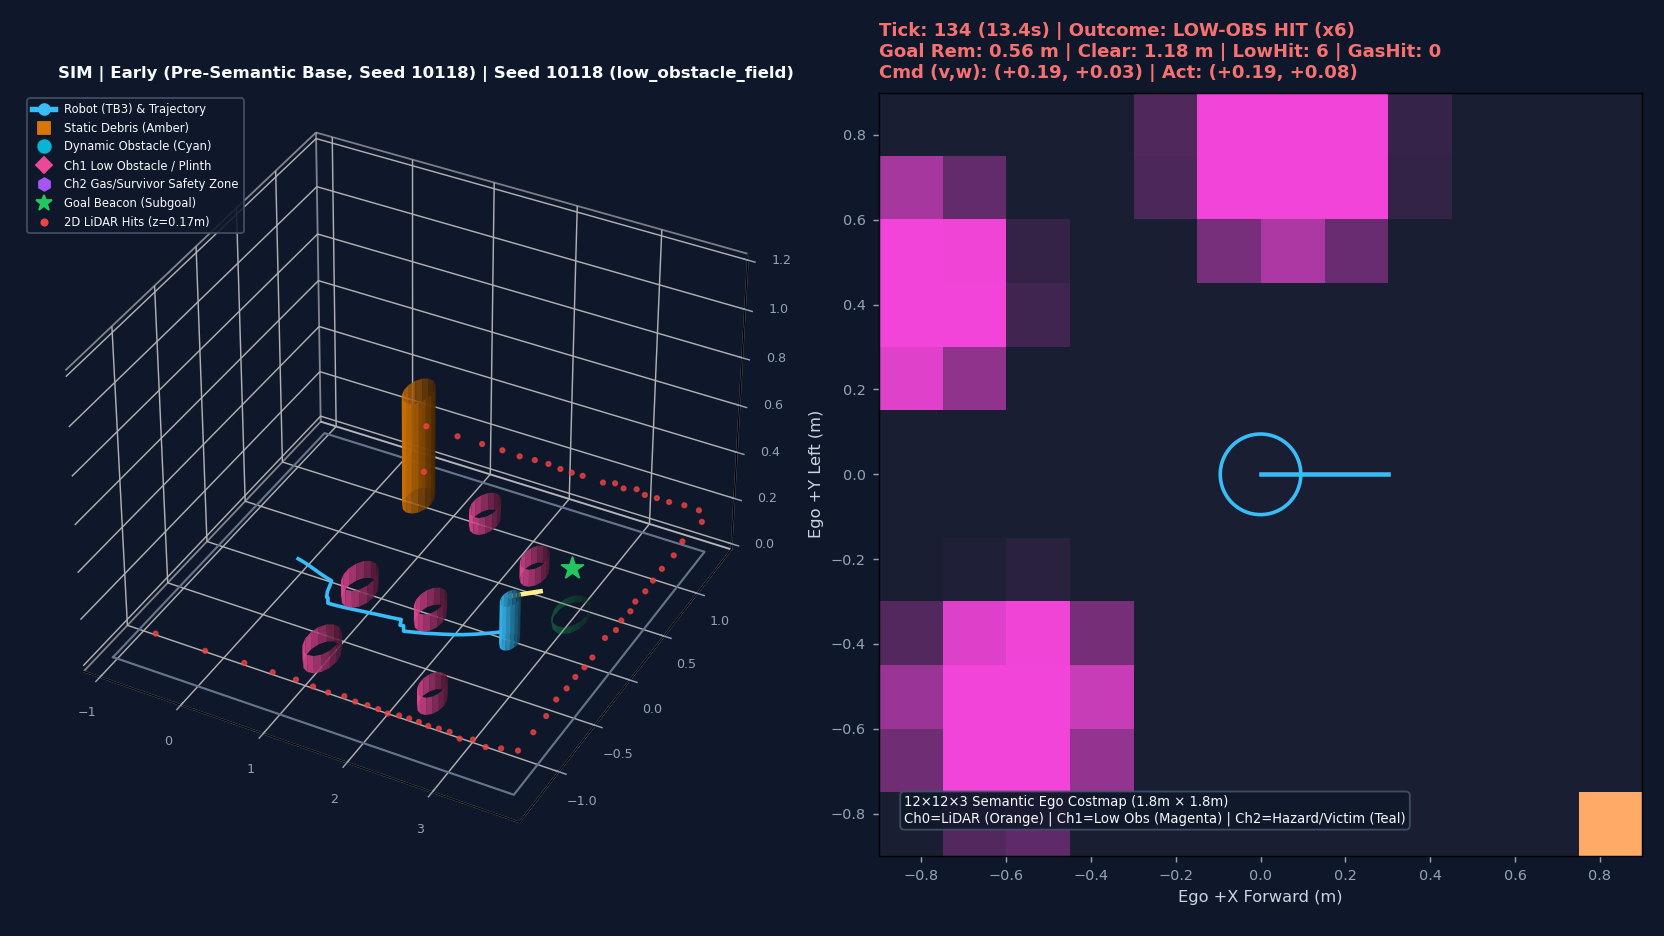 SIM | Early (Pre-Semantic Base, Seed 10118) | Seed 10118 (low_obstacle_field)
Robot (TB3) & Trajectory
Static Debris (Amber)
Dynamic Obstacle (Cyan)
Ch1 Low Obstacle / Plinth
Ch2 Gas/Survivor Safety Zone
Goal Beacon (Subgoal)
2D LiDAR Hits (z=0.17m)
1.2
1.0
0.8
0.6
0.4
0.2
0.0
1.0
0.5
0.0
−0.5
−1.0
−1
0
1
2
3
Tick: 134 (13.4s) | Outcome: LOW-OBS HIT (x6)
Goal Rem: 0.56 m | Clear: 1.18 m | LowHit: 6 | GasHit: 0
Cmd (v,w): (+0.19, +0.03) | Act: (+0.19, +0.08)
Ego +Y Left (m)
0.8
0.6
0.4
0.2
0.0
−0.2
−0.4
−0.6
−0.8
12×12×3 Semantic Ego Costmap (1.8m × 1.8m)
Ch0=LiDAR (Orange) | Ch1=Low Obs (Magenta) | Ch2=Hazard/Victim (Teal)
−0.8 −0.6 −0.4 −0.2 0.0 0.2 0.4 0.6 0.8
Ego +X Forward (m)